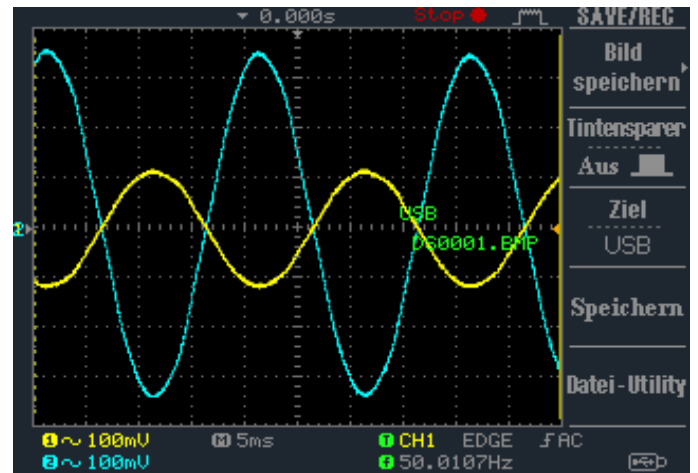 0.000s Stop SAVE/REC
Bild
speichern
Tintensparer
Aus
Ziel
USB
Speichern
Datei-Utility
USB
DS0001.BMP
2
1 ~ 100mV M 5ms T CH1 EDGE AC
2 ~ 100mV f 50.0107Hz